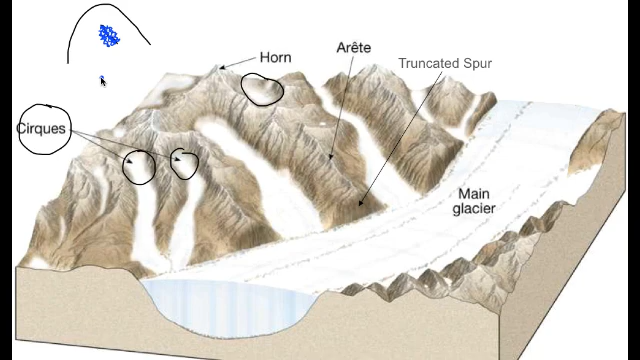 Horn
Arête
Truncated Spur
Cirques
Main
glacier